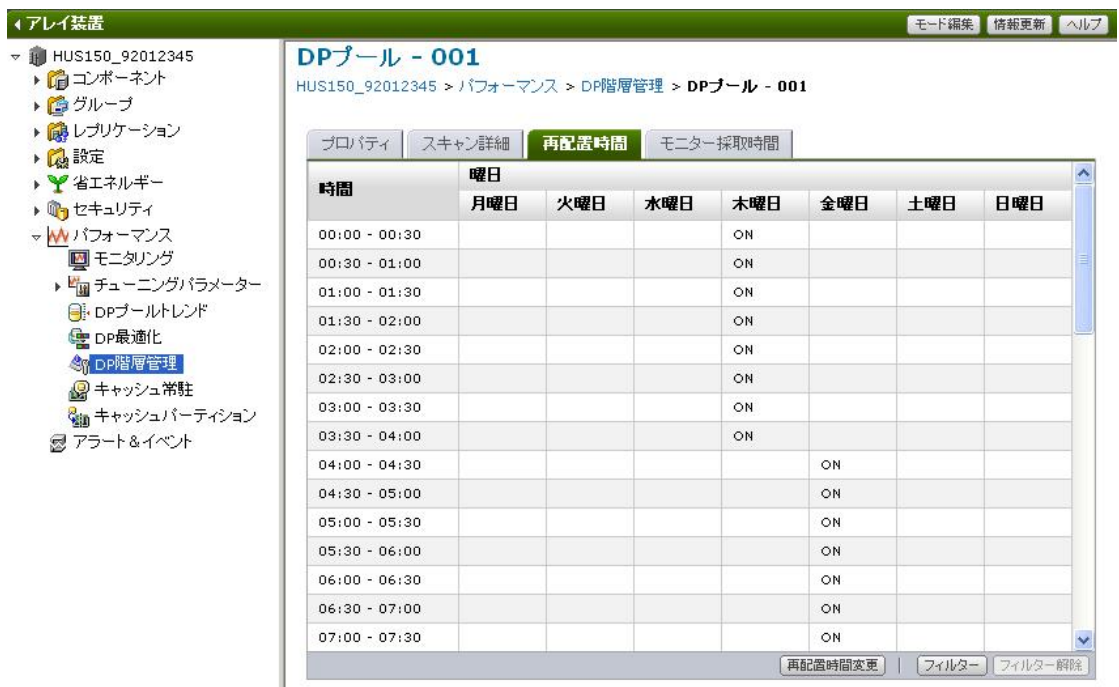 アレイ装置
モード編集 情報更新 ヘルプ
HUS150_92012345
コンポーネント
グループ
レプリケーション
設定
省エネルギー
セキュリティ
パフォーマンス
モニタリング
チューニングパラメーター
DPプールトレンド
DP最適化
DP階層管理
キャッシュ常駐
キャッシュパーティション
アラート&イベント
DPプール - 001
HUS150_92012345 > パフォーマンス > DP階層管理 > DPプール - 001
プロパティ スキャン詳細 再配置時間 モニター採取時間
時間 曜日
月曜日 火曜日 水曜日 木曜日 金曜日 土曜日 日曜日
00:00 - 00:30 ON
00:30 - 01:00 ON
01:00 - 01:30 ON
01:30 - 02:00 ON
02:00 - 02:30 ON
02:30 - 03:00 ON
03:00 - 03:30 ON
03:30 - 04:00 ON
04:00 - 04:30 ON
04:30 - 05:00 ON
05:00 - 05:30 ON
05:30 - 06:00 ON
06:00 - 06:30 ON
06:30 - 07:00 ON
07:00 - 07:30 ON
再配置時間変更 | フィルター フィルター解除